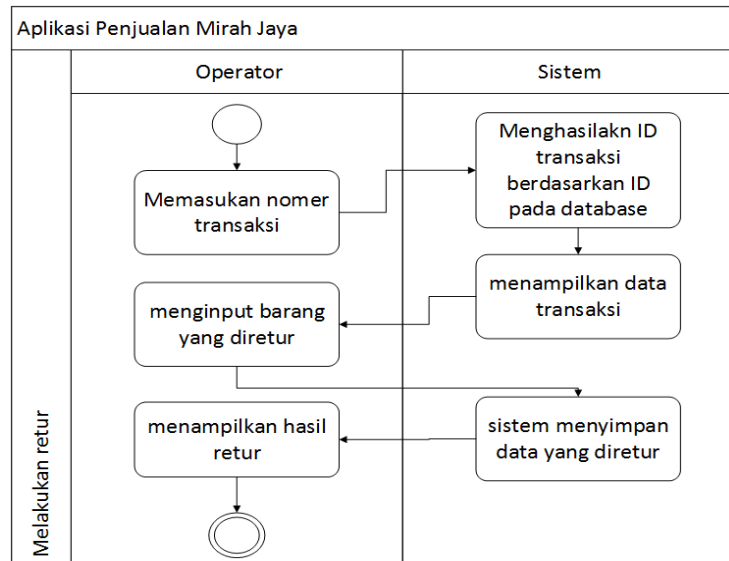 Aplikasi Penjualan Mirah Jaya
Operator
Sistem
Memasukan nomer
transaksi
Menghasilakn ID
transaksi
berdasarkan ID
pada database
menampilkan data
transaksi
menginput barang
yang diretur
sistem menyimpan
data yang diretur
menampilkan hasil
retur
Melakukan retur